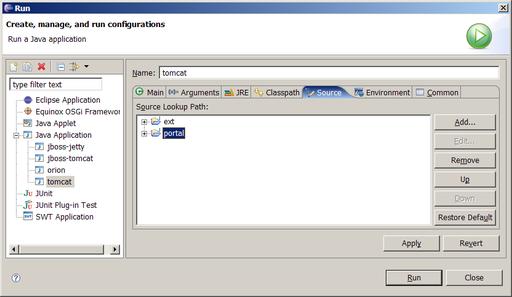 Run
Create, manage, and run configurations
Run a Java application
type filter text
Eclipse Application
Equinox OSGi Framewor
Java Applet
Java Application
jboss-jetty
jboss-tomcat
orion
tomcat
JUnit
JUnit Plug-in Test
SWT Application
Name: tomcat
Main Arguments JRE Classpath Source Environment Common
Source Lookup Path:
ext
portal
Add...
Edit...
Remove
Up
Down
Restore Default
Apply Revert
Run Close